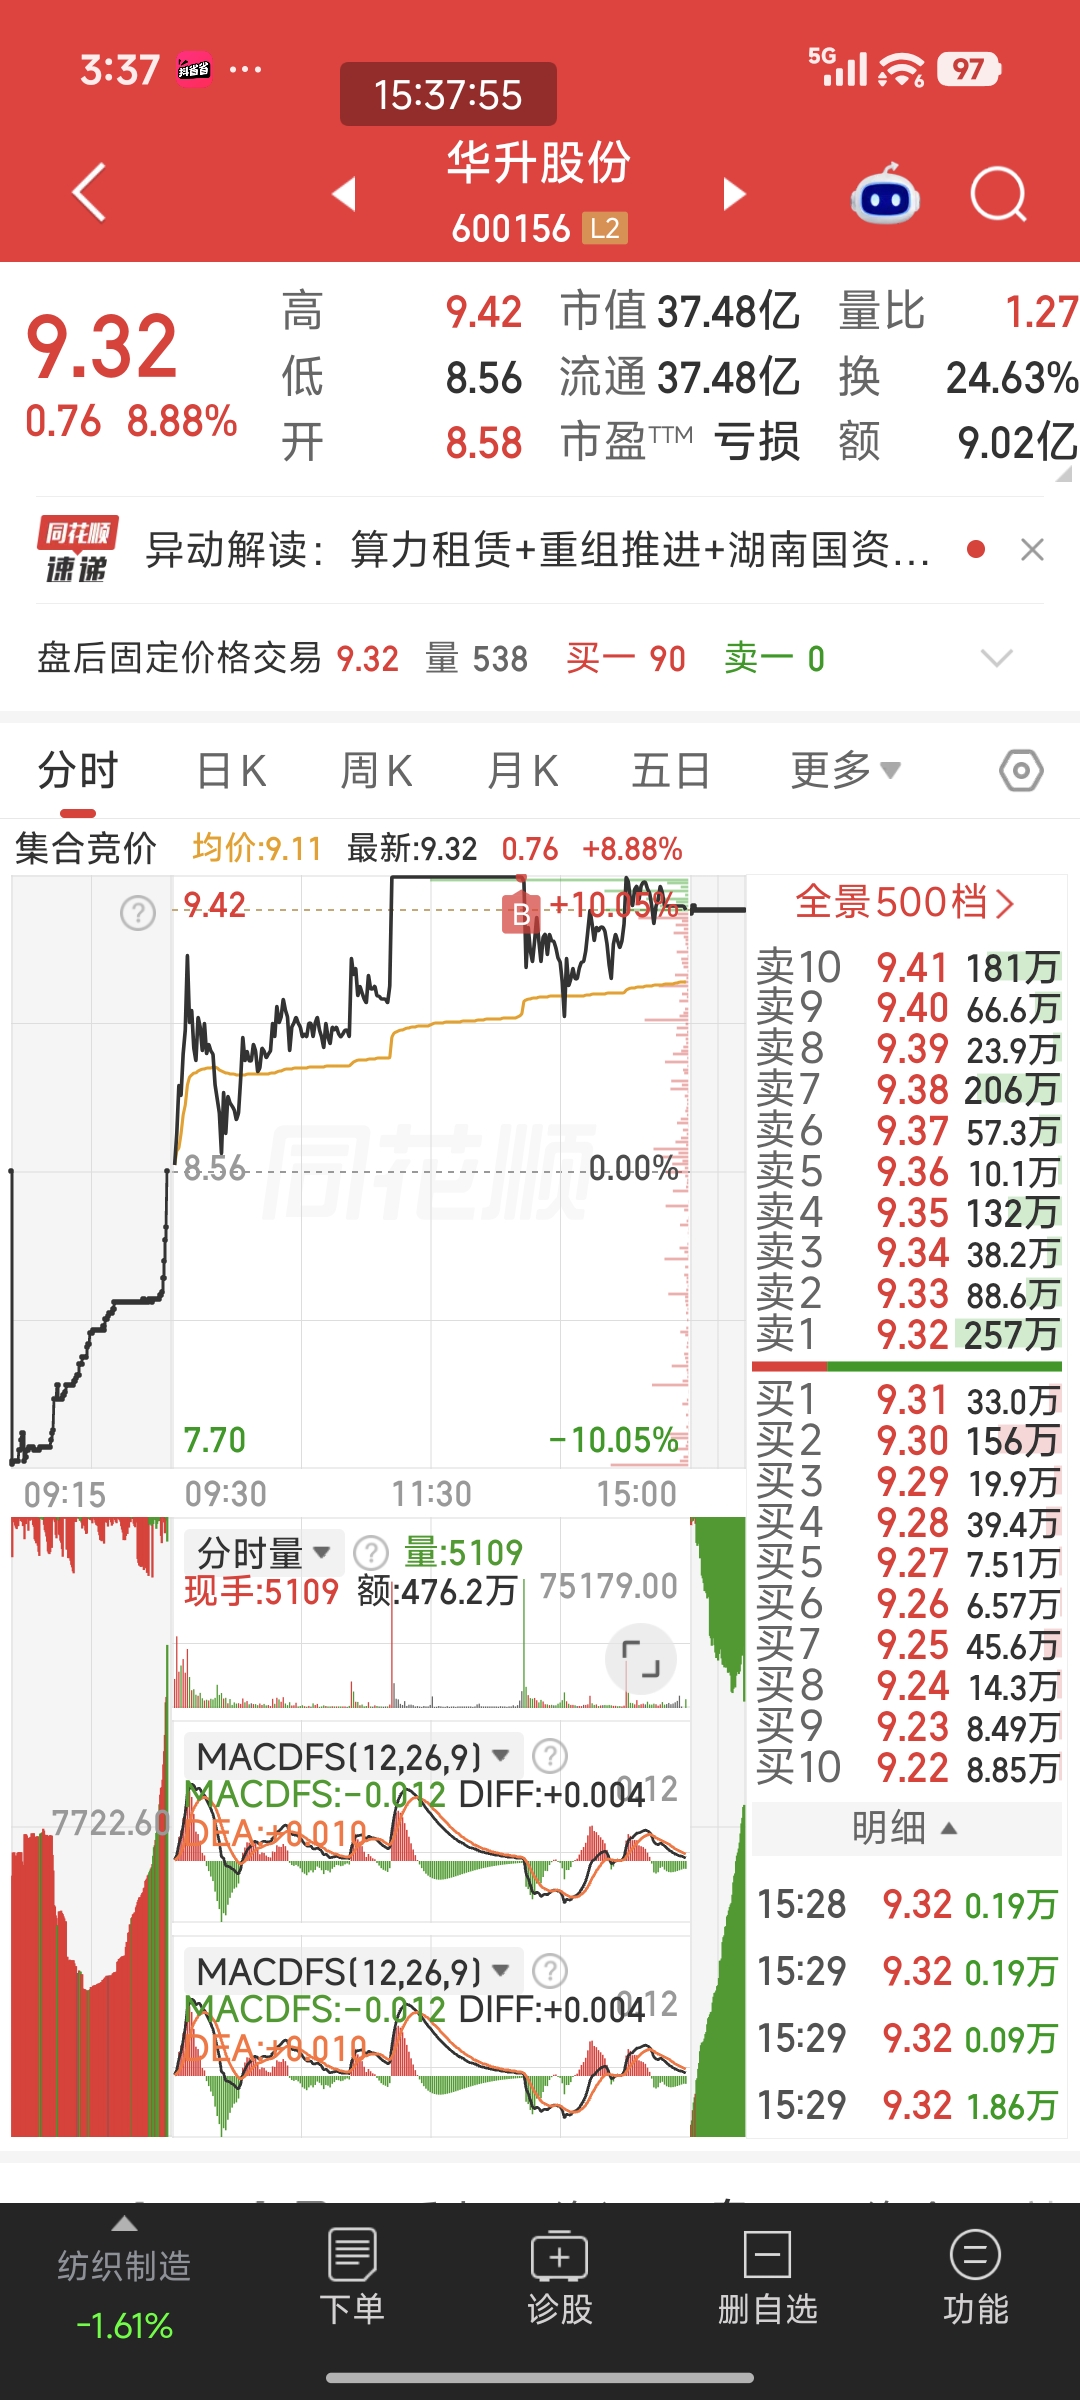 3:37 抖省省 ... 5G 6 97
15:37:55
华升股份
600156 L2
9.32
0.76 8.88%
高 9.42 市值 37.48亿 量比 1.27
低 8.56 流通 37.48亿 换 24.63%
开 8.58 市盈TTM 亏损 额 9.02亿
同花顺
速递
异动解读：算力租赁+重组推进+湖南国资...
盘后固定价格交易 9.32 量 538 买一 90 卖一 0
分时 日K 周K 月K 五日 更多
集合竞价 均价:9.11 最新:9.32 0.76 +8.88%
? 9.42 B +10.05%
8.56 0.00%
同花顺
7.70 -10.05%
09:15 09:30 11:30 15:00
分时量 ? 量:5109
现手:5109 额:476.2万 75179.00
MACDFS(12,26,9) ?
MACDFS:-0.012 DIFF:+0.004 0.12
DEA:+0.010
7722.60
MACDFS(12,26,9) ?
MACDFS:-0.012 DIFF:+0.004 0.12
DEA:+0.010
全景500档
卖10 9.41 181万
卖9 9.40 66.6万
卖8 9.39 23.9万
卖7 9.38 206万
卖6 9.37 57.3万
卖5 9.36 10.1万
卖4 9.35 132万
卖3 9.34 38.2万
卖2 9.33 88.6万
卖1 9.32 257万
买1 9.31 33.0万
买2 9.30 156万
买3 9.29 19.9万
买4 9.28 39.4万
买5 9.27 7.51万
买6 9.26 6.57万
买7 9.25 45.6万
买8 9.24 14.3万
买9 9.23 8.49万
买10 9.22 8.85万
明细
15:28 9.32 0.19万
15:29 9.32 0.19万
15:29 9.32 0.09万
15:29 9.32 1.86万
纺织制造 下单 诊股 删自选 功能
-1.61%